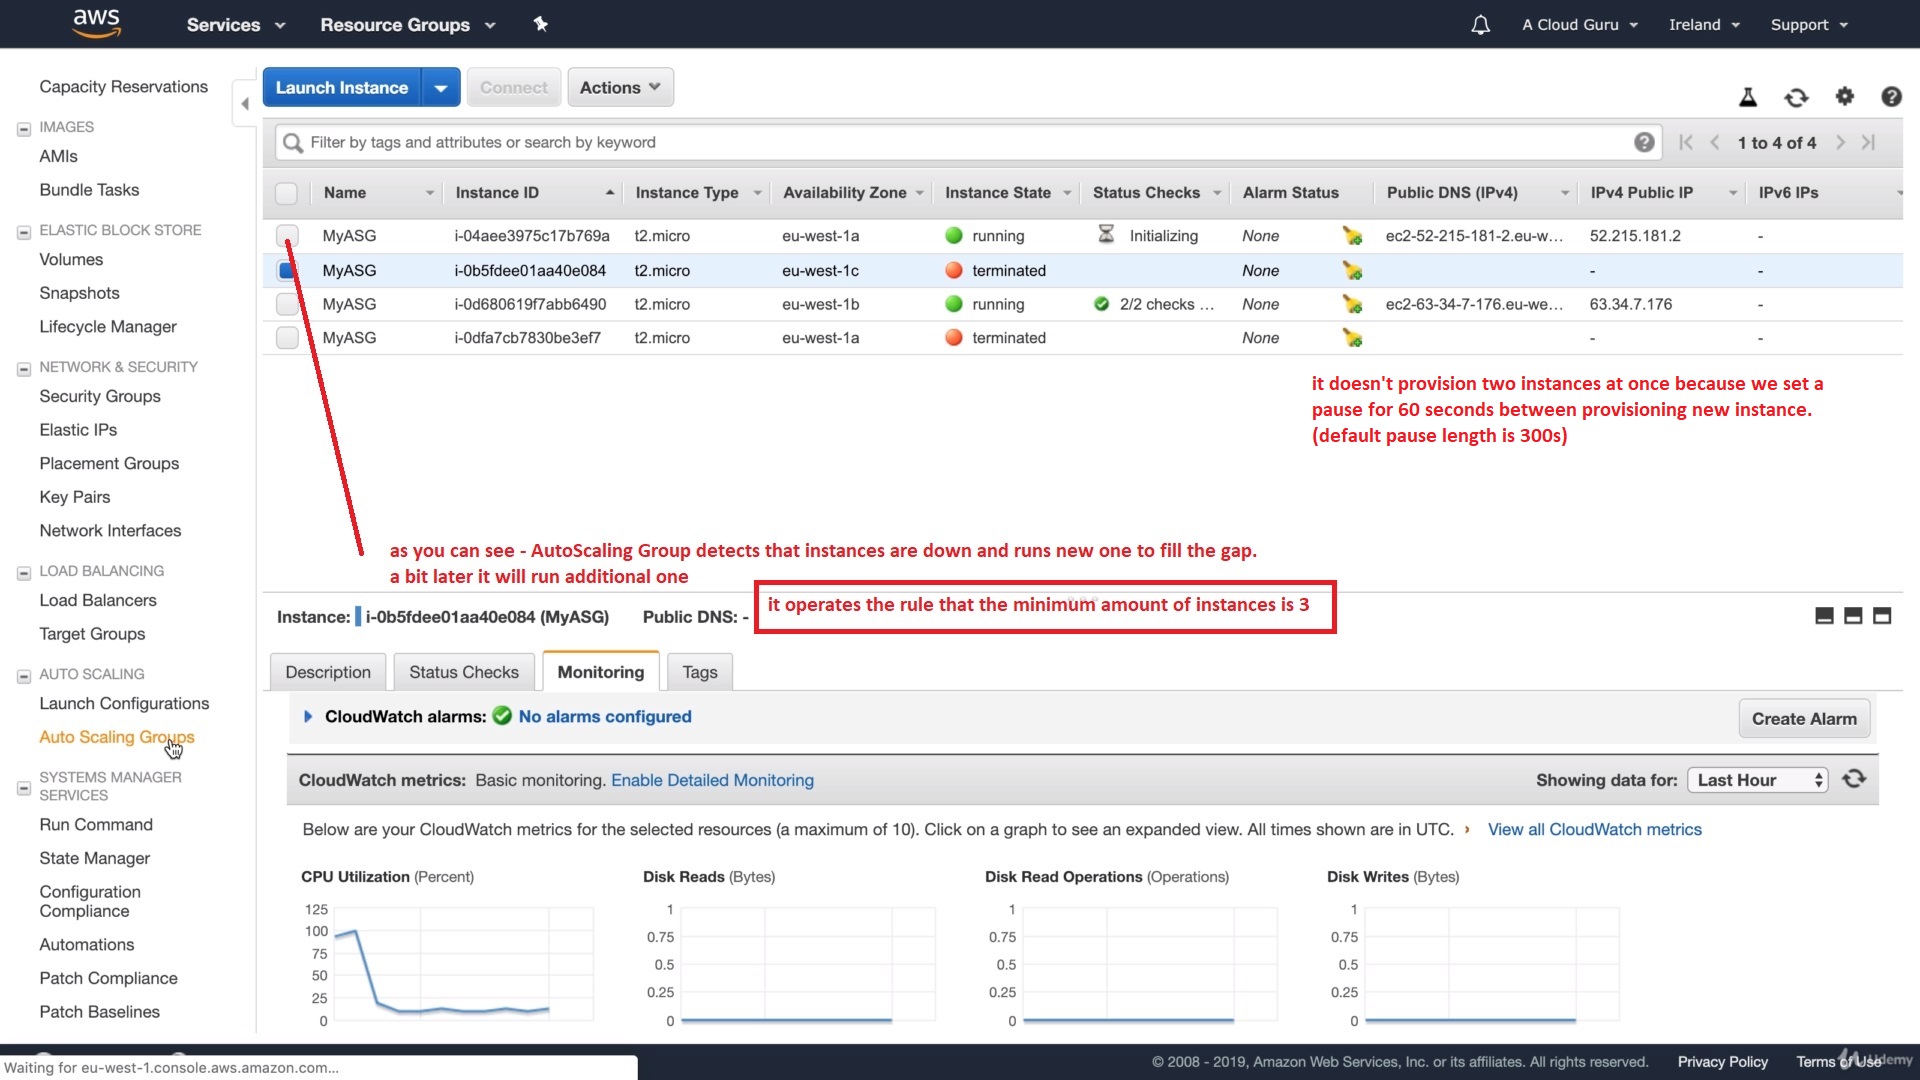 aws Services Resource Groups A Cloud Guru Ireland Support
Capacity Reservations
IMAGES
AMIs
Bundle Tasks
ELASTIC BLOCK STORE
Volumes
Snapshots
Lifecycle Manager
NETWORK & SECURITY
Security Groups
Elastic IPs
Placement Groups
Key Pairs
Network Interfaces
LOAD BALANCING
Load Balancers
Target Groups
AUTO SCALING
Launch Configurations
Auto Scaling Groups
SYSTEMS MANAGER
SERVICES
Run Command
State Manager
Configuration
Compliance
Automations
Patch Compliance
Patch Baselines
Launch Instance Connect Actions
Filter by tags and attributes or search by keyword 1 to 4 of 4
Name Instance ID Instance Type Availability Zone Instance State Status Checks Alarm Status Public DNS (IPv4) IPv4 Public IP IPv6 IPs
MyASG i-04aee3975c17b769a t2.micro eu-west-1a running Initializing None ec2-52-215-181-2.eu-w... 52.215.181.2 -
MyASG i-0b5fdee01aa40e084 t2.micro eu-west-1c terminated None - -
MyASG i-0d680619f7abb6490 t2.micro eu-west-1b running 2/2 checks ... None ec2-63-34-7-176.eu-we... 63.34.7.176 -
MyASG i-0dfa7cb7830be3ef7 t2.micro eu-west-1a terminated None - -
it doesn't provision two instances at once because we set a
pause for 60 seconds between provisioning new instance.
(default pause length is 300s)
as you can see - AutoScaling Group detects that instances are down and runs new one to fill the gap.
a bit later it will run additional one
it operates the rule that the minimum amount of instances is 3
Instance: i-0b5fdee01aa40e084 (MyASG) Public DNS: -
Description Status Checks Monitoring Tags
CloudWatch alarms: No alarms configured Create Alarm
CloudWatch metrics: Basic monitoring. Enable Detailed Monitoring Showing data for: Last Hour
Below are your CloudWatch metrics for the selected resources (a maximum of 10). Click on a graph to see an expanded view. All times shown are in UTC. › View all CloudWatch metrics
CPU Utilization (Percent)
125
100
75
50
25
0
Disk Reads (Bytes)
1
0.75
0.5
0.25
0
Disk Read Operations (Operations)
1
0.75
0.5
0.25
0
Disk Writes (Bytes)
1
0.75
0.5
0.25
0
Waiting for eu-west-1.console.aws.amazon.com...
© 2008 - 2019, Amazon Web Services, Inc. or its affiliates. All rights reserved. Privacy Policy Terms of Use
Udemy